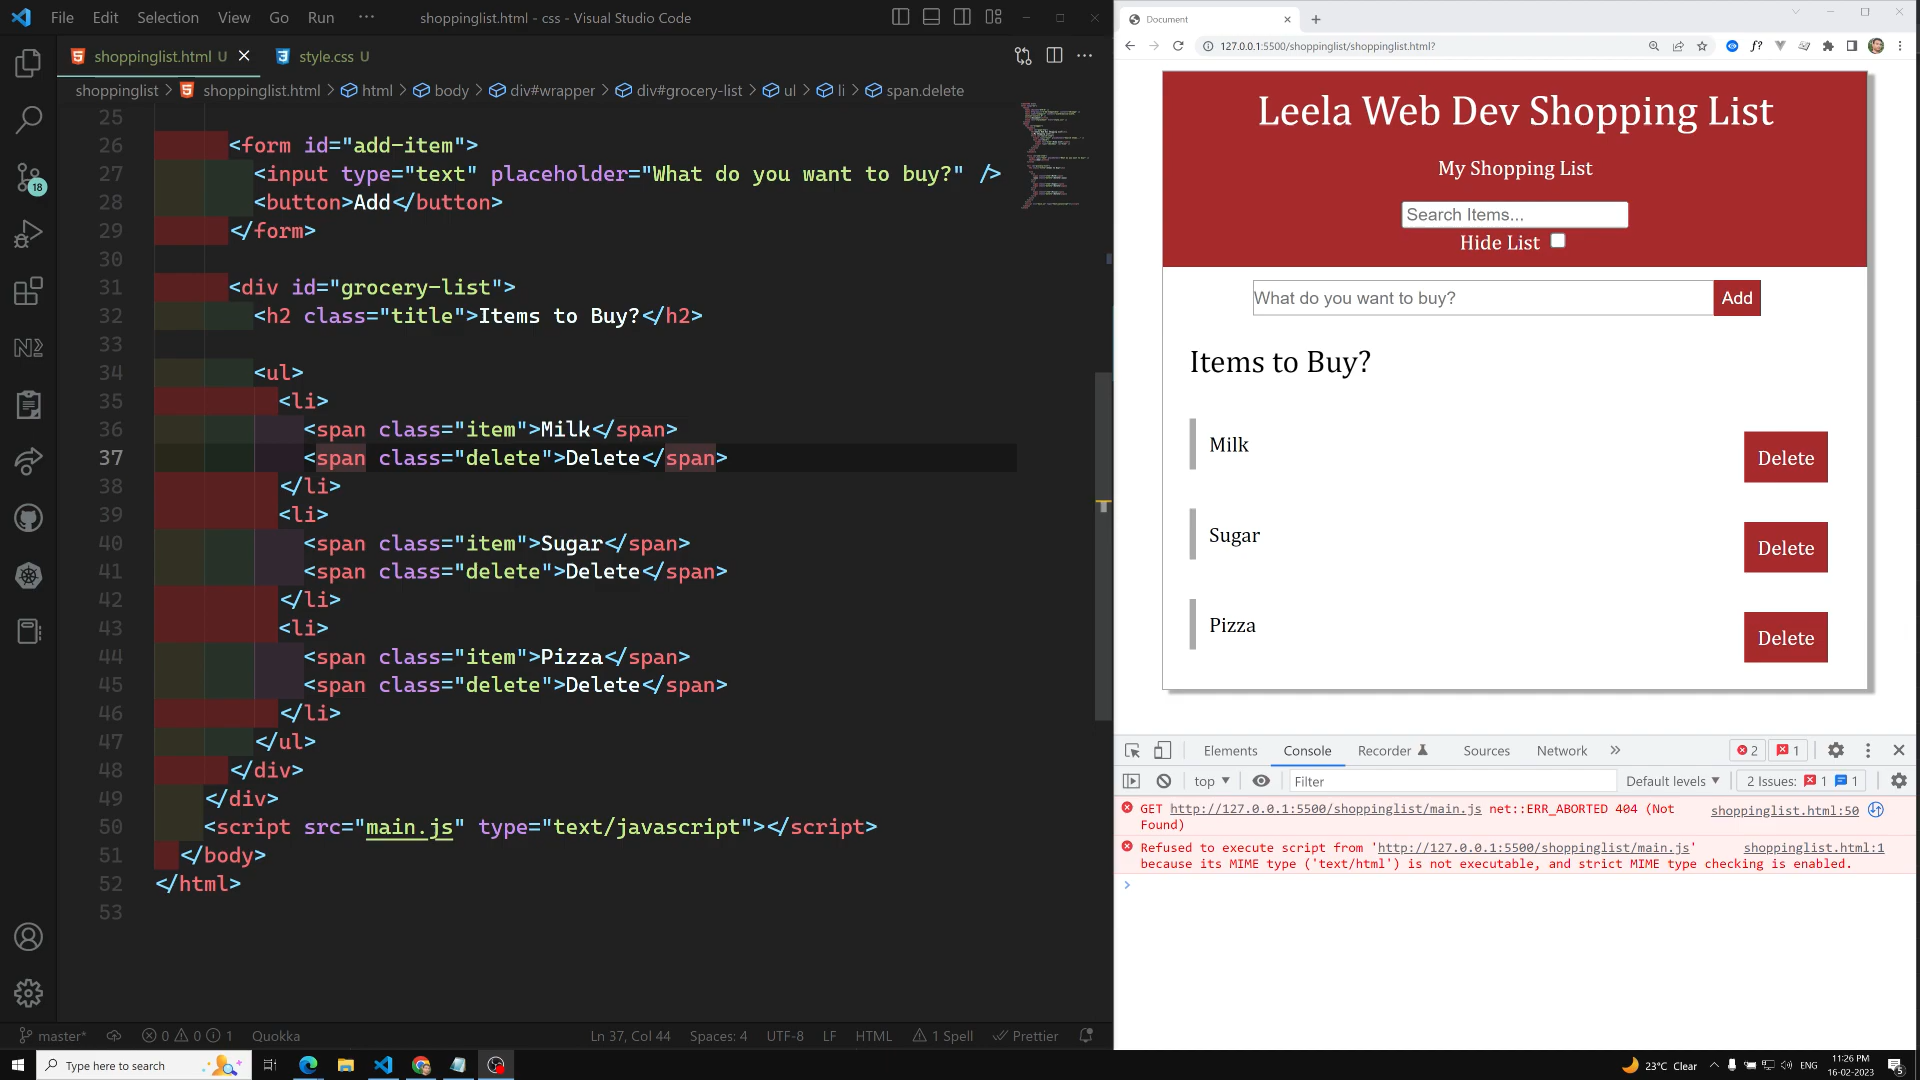 File Edit Selection View Go Run ··· shoppinglist.html - css - Visual Studio Code
shoppinglist.html U style.css U
shoppinglist > shoppinglist.html > html > body > div#wrapper > div#grocery-list > ul > li > span.delete
25
26 <form id="add-item">
27 <input type="text" placeholder="What do you want to buy?" />
28 <button>Add</button>
29 </form>
30
31 <div id="grocery-list">
32 <h2 class="title">Items to Buy?</h2>
33
34 <ul>
35 <li>
36 <span class="item">Milk</span>
37 <span class="delete">Delete</span>
38 </li>
39 <li>
40 <span class="item">Sugar</span>
41 <span class="delete">Delete</span>
42 </li>
43 <li>
44 <span class="item">Pizza</span>
45 <span class="delete">Delete</span>
46 </li>
47 </ul>
48 </div>
49 </div>
50 <script src="main.js" type="text/javascript"></script>
51 </body>
52 </html>
53
18
master* 0 0 1 Quokka Ln 37, Col 44 Spaces: 4 UTF-8 LF HTML 1 Spell Prettier
Document
127.0.0.1:5500/shoppinglist/shoppinglist.html?
Leela Web Dev Shopping List
My Shopping List
Search Items...
Hide List
What do you want to buy? Add
Items to Buy?
Milk Delete
Sugar Delete
Pizza Delete
Elements Console Recorder Sources Network » 2 1
top Filter Default levels 2 Issues: 1 1
GET http://127.0.0.1:5500/shoppinglist/main.js net::ERR_ABORTED 404 (Not shoppinglist.html:50
Found)
Refused to execute script from 'http://127.0.0.1:5500/shoppinglist/main.js' shoppinglist.html:1
because its MIME type ('text/html') is not executable, and strict MIME type checking is enabled.
Type here to search
23°C Clear ENG 11:26 PM
16-02-2023 5